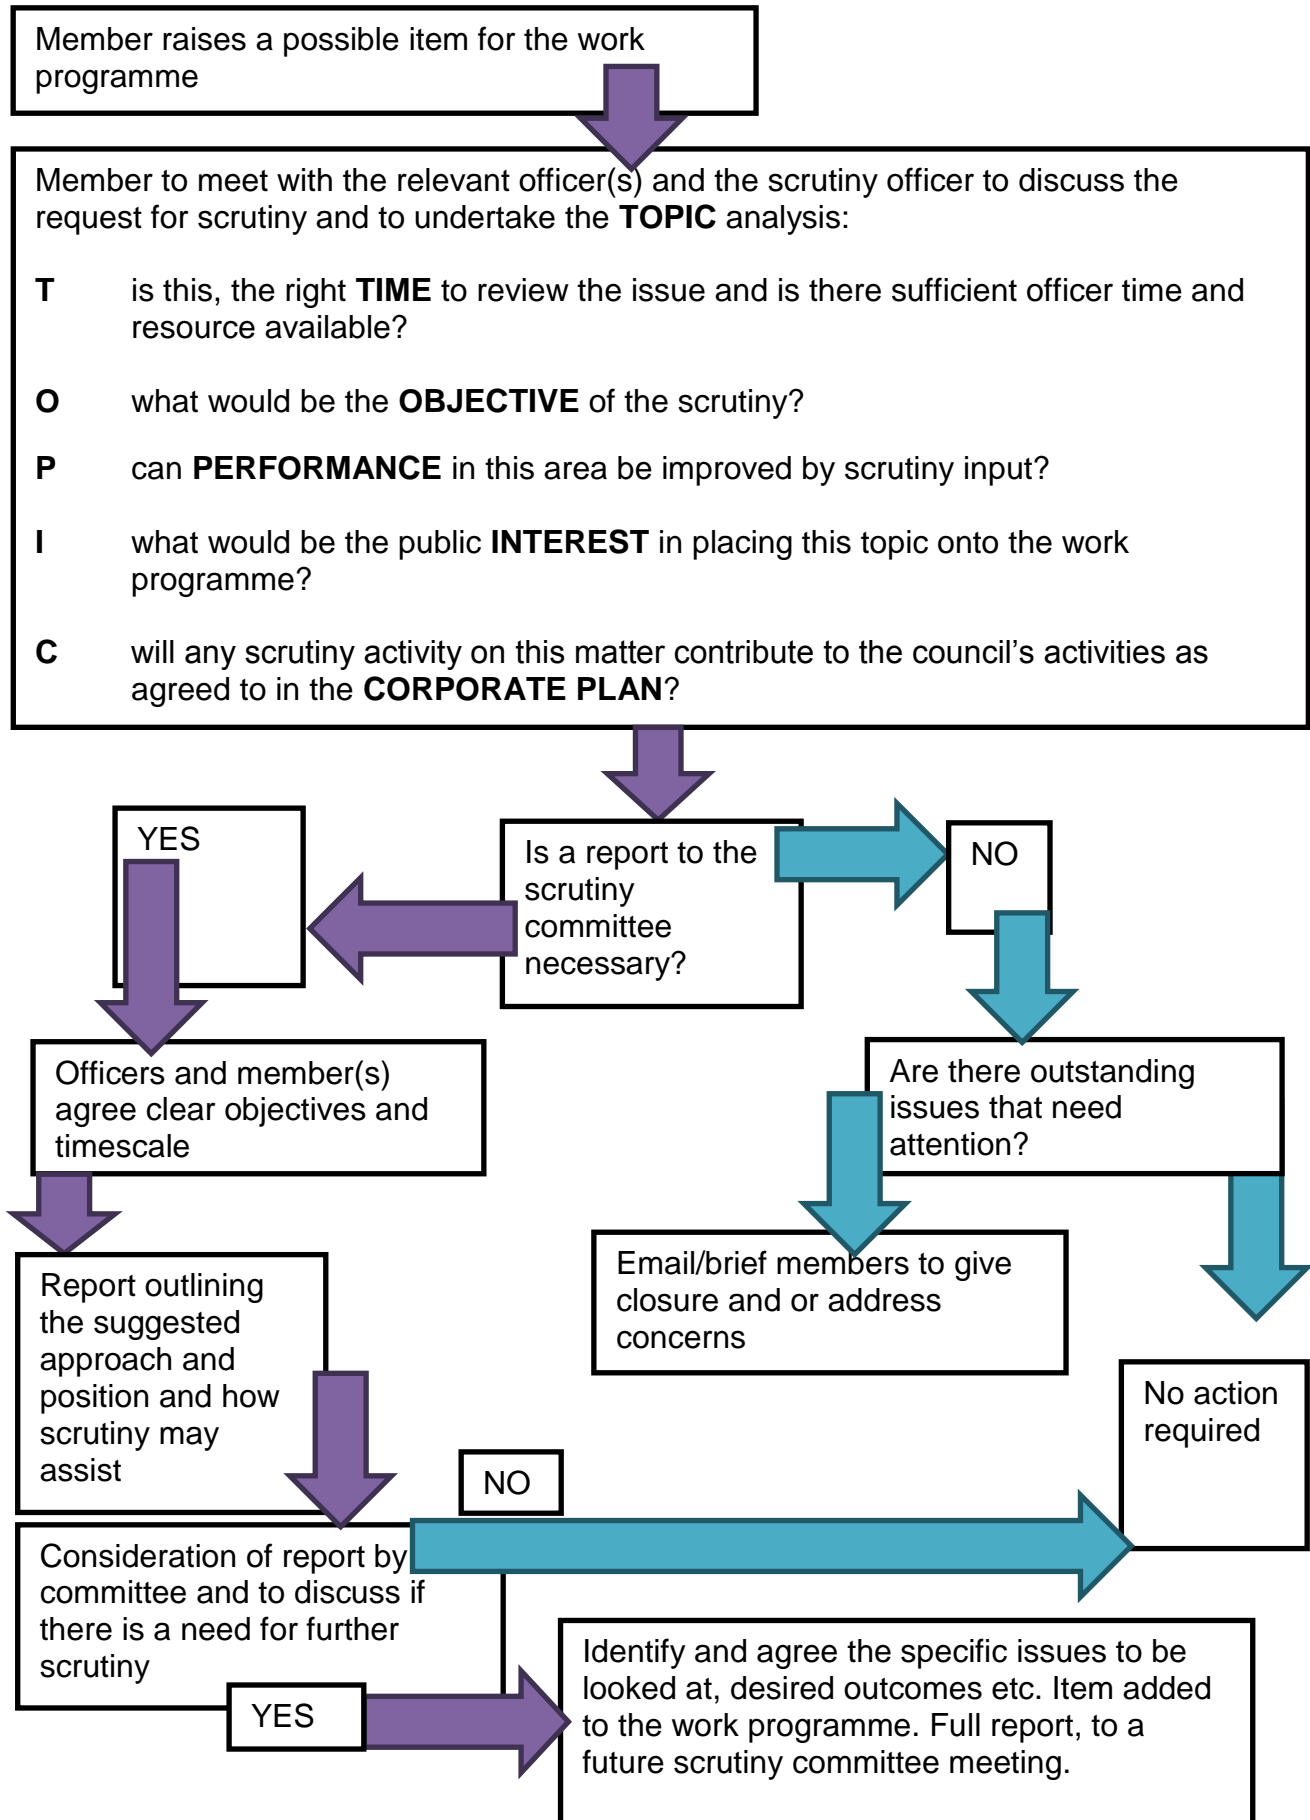 Member raises a possible item for the work
programme
Member to meet with the relevant officer(s) and the scrutiny officer to discuss the
request for scrutiny and to undertake the TOPIC analysis:
T is this, the right TIME to review the issue and is there sufficient officer time and
resource available?
O what would be the OBJECTIVE of the scrutiny?
P can PERFORMANCE in this area be improved by scrutiny input?
I what would be the public INTEREST in placing this topic onto the work
programme?
C will any scrutiny activity on this matter contribute to the council's activities as
agreed to in the CORPORATE PLAN?
YES
Is a report to the
scrutiny
committee
necessary?
NO
Officers and member(s)
agree clear objectives and
timescale
Are there outstanding
issues that need
attention?
Report outlining
the suggested
approach and
position and how
scrutiny may
assist
Email/brief members to give
closure and or address
concerns
No action
required
NO
Consideration of report by
committee and to discuss if
there is a need for further
scrutiny
YES
Identify and agree the specific issues to be
looked at, desired outcomes etc. Item added
to the work programme. Full report, to a
future scrutiny committee meeting.